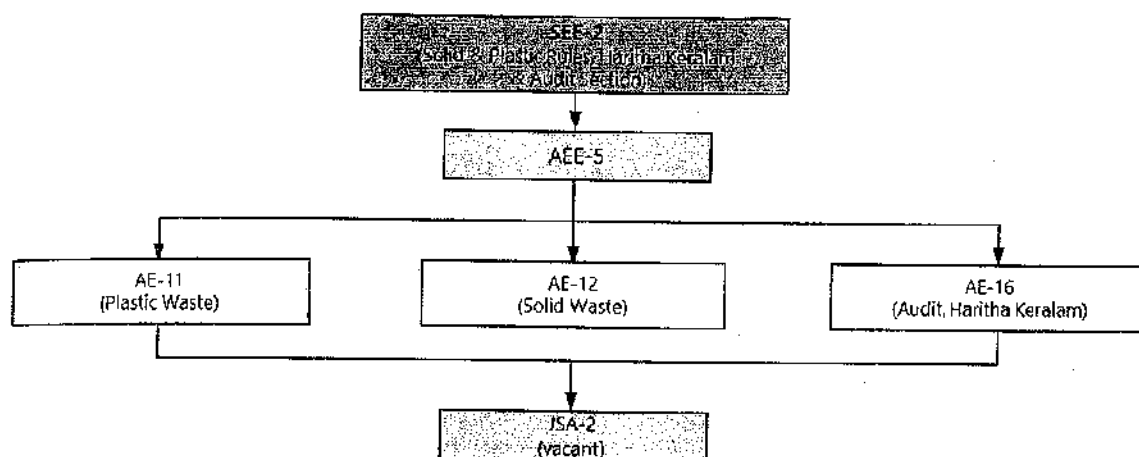 SEE-2
(Solid & Plastic Rules, Haritha Keralam
& Audit Section)
AEE-5
AE-11
(Plastic Waste)
AE-12
(Solid Waste)
AE-16
(Audit, Haritha Keralam)
JSA-2
(vacant)